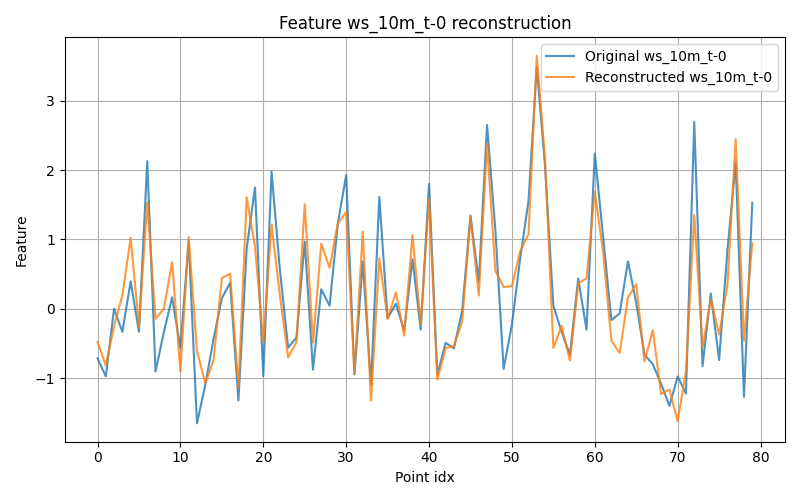 Feature ws_10m_t-0 reconstruction
Original ws_10m_t-0
Reconstructed ws_10m_t-0
Feature
3
2
1
0
−1
0 10 20 30 40 50 60 70 80
Point idx